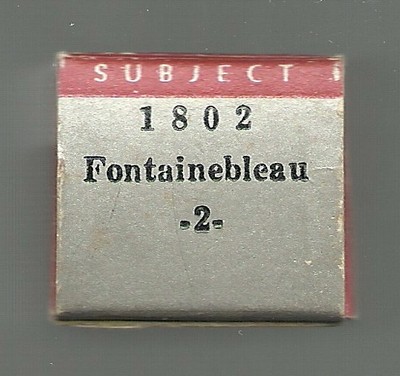 SUBJECT
1802
Fontainebleau
-2-